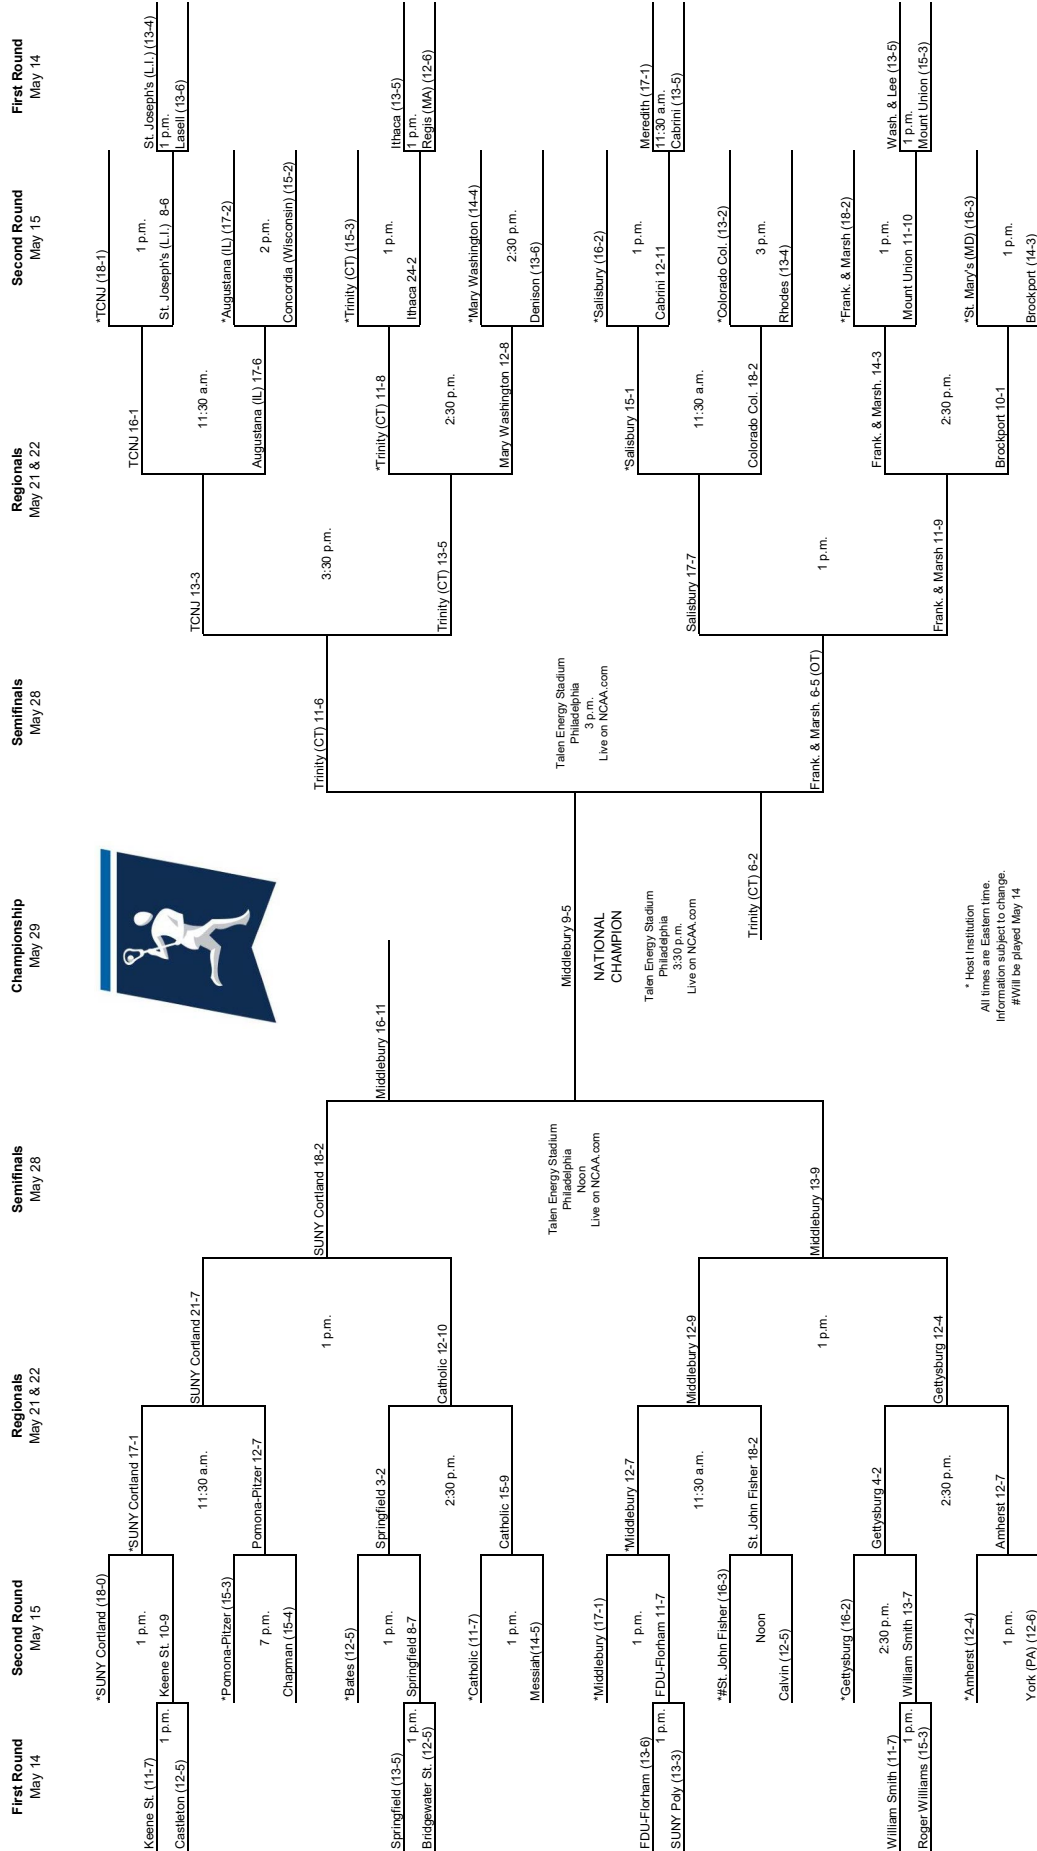 First Round
May 14
Second Round
May 15
Regionals
May 21 & 22
Semifinals
May 28
Championship
May 29
Semifinals
May 28
Regionals
May 21 & 22
Second Round
May 15
First Round
May 14
Keene St. (11-7)
1 p.m.
Castleton (12-5)
Springfield (13-5)
1 p.m.
Bridgewater St. (12-5)
FDU-Florham (13-6)
1 p.m.
SUNY Poly (13-3)
William Smith (11-7)
1 p.m.
Roger Williams (15-3)
*SUNY Cortland (18-0)
1 p.m.
Keene St. 10-9
*Pomona-Pitzer (15-3)
7 p.m.
Chapman (15-4)
*Bates (12-5)
1 p.m.
Springfield 8-7
*Catholic (11-7)
1 p.m.
Messiah(14-5)
*Middlebury (17-1)
1 p.m.
FDU-Florham 11-7
*#St. John Fisher (16-3)
Noon
Calvin (12-5)
*Gettysburg (16-2)
2:30 p.m.
William Smith 13-7
*Amherst (12-4)
1 p.m.
York (PA) (12-6)
*SUNY Cortland 17-1
11:30 a.m.
Pomona-Pitzer 12-7
Springfield 3-2
2:30 p.m.
Catholic 15-9
*Middlebury 12-7
11:30 a.m.
St. John Fisher 18-2
Gettysburg 4-2
2:30 p.m.
Amherst 12-7
SUNY Cortland 21-7
1 p.m.
Catholic 12-10
Middlebury 12-9
1 p.m.
Gettysburg 12-4
SUNY Cortland 18-2
Talen Energy Stadium
Philadelphia
Noon
Live on NCAA.com
Middlebury 13-9
Middlebury 16-11
Middlebury 9-5
NATIONAL
CHAMPION
Talen Energy Stadium
Philadelphia
3:30 p.m.
Live on NCAA.com
Trinity (CT) 6-2
* Host Institution
All times are Eastern time.
Information subject to change.
#Will be played May 14
Trinity (CT) 11-6
Talen Energy Stadium
Philadelphia
3 p.m.
Live on NCAA.com
Frank. & Marsh. 6-5 (OT)
TCNJ 13-3
3:30 p.m.
Trinity (CT) 13-5
Salisbury 17-7
1 p.m.
Frank. & Marsh 11-9
TCNJ 16-1
11:30 a.m.
Augustana (IL) 17-6
*Trinity (CT) 11-8
2:30 p.m.
Mary Washington 12-8
*Salisbury 15-1
11:30 a.m.
Colorado Col. 18-2
Frank. & Marsh. 14-3
2:30 p.m.
Brockport 10-1
*TCNJ (18-1)
1 p.m.
St. Joseph's (L.I.) 8-6
*Augustana (IL) (17-2)
2 p.m.
Concordia (Wisconsin) (15-2)
*Trinity (CT) (15-3)
1 p.m.
Ithaca 24-2
*Mary Washington (14-4)
2:30 p.m.
Denison (13-6)
*Salisbury (16-2)
1 p.m.
Cabrini 12-11
*Colorado Col. (13-2)
3 p.m.
Rhodes (13-4)
*Frank. & Marsh (18-2)
1 p.m.
Mount Union 11-10
*St. Mary's (MD) (16-3)
1 p.m.
Brockport (14-3)
St. Joseph's (L.I.) (13-4)
1 p.m.
Lasell (13-6)
Ithaca (13-5)
1 p.m.
Regis (MA) (12-6)
Meredith (17-1)
11:30 a.m.
Cabrini (13-5)
Wash. & Lee (13-5)
1 p.m.
Mount Union (15-3)